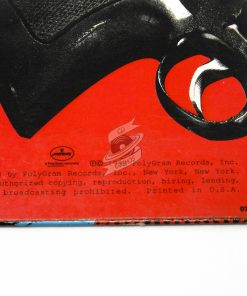 ℗© 1988 PolyGram Records, Inc.
d by PolyGram Records, Inc., New York, New York.
uthorized copying, reproduction, hiring, lending,
broadcasting prohibited. Printed in U.S.A.